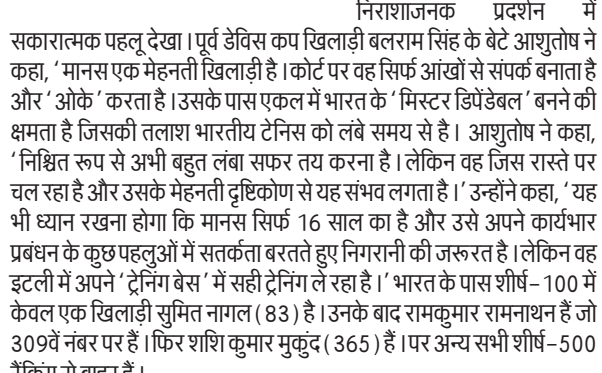 निराशाजनक प्रदर्शन में
सकारात्मक पहलू देखा। पूर्व डेविस कप खिलाड़ी बलराम सिंह के बेटे आशुतोष ने
कहा, ‘मानस एक मेहनती खिलाड़ी है। कोर्ट पर वह सिर्फ आंखों से संपर्क बनाता है
और ‘ओके’ करता है। उसके पास एकल में भारत के ‘मिस्टर डिपेंडेबल’ बनने की
क्षमता है जिसकी तलाश भारतीय टेनिस को लंबे समय से है। आशुतोष ने कहा,
‘निश्चित रूप से अभी बहुत लंबा सफर तय करना है। लेकिन वह जिस रास्ते पर
चल रहा है और उसके मेहनती दृष्टिकोण से यह संभव लगता है।’ उन्होंने कहा, ‘यह
भी ध्यान रखना होगा कि मानस सिर्फ 16 साल का है और उसे अपने कार्यभार
प्रबंधन के कुछ पहलुओं में सतर्कता बरतते हुए निगरानी की जरूरत है। लेकिन वह
इटली में अपने ‘ट्रेनिंग बेस’ में सही ट्रेनिंग ले रहा है।’ भारत के पास शीर्ष-100 में
केवल एक खिलाड़ी सुमित नागल (83) है। उनके बाद रामकुमार रामनाथन हैं जो
309वें नंबर पर हैं। फिर शशि कुमार मुकुंद (365) हैं। पर अन्य सभी शीर्ष-500
रैंकिंग से बाहर हैं।